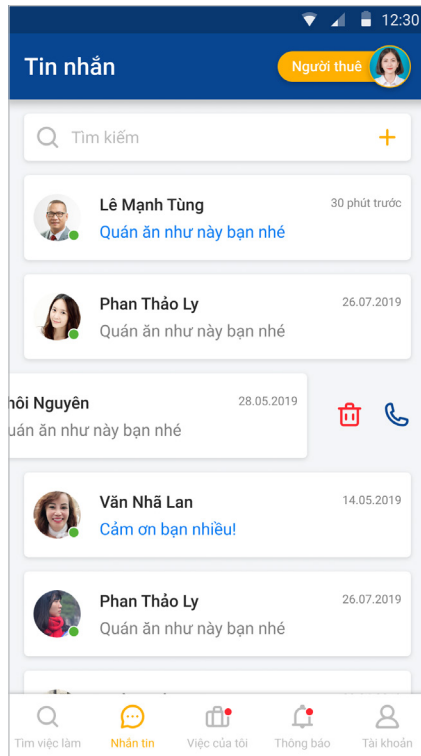 12:30
Tin nhắn
Người thuê
Tìm kiếm
Lê Mạnh Tùng
30 phút trước
Quán ăn như này bạn nhé
Phan Thảo Ly
26.07.2019
Quán ăn như này bạn nhé
hôi Nguyên
28.05.2019
uán ăn như này bạn nhé
Văn Nhã Lan
14.05.2019
Cảm ơn bạn nhiều!
Phan Thảo Ly
26.07.2019
Quán ăn như này bạn nhé
Tìm việc làm
Nhắn tin
Việc của tôi
Thông báo
Tài khoản